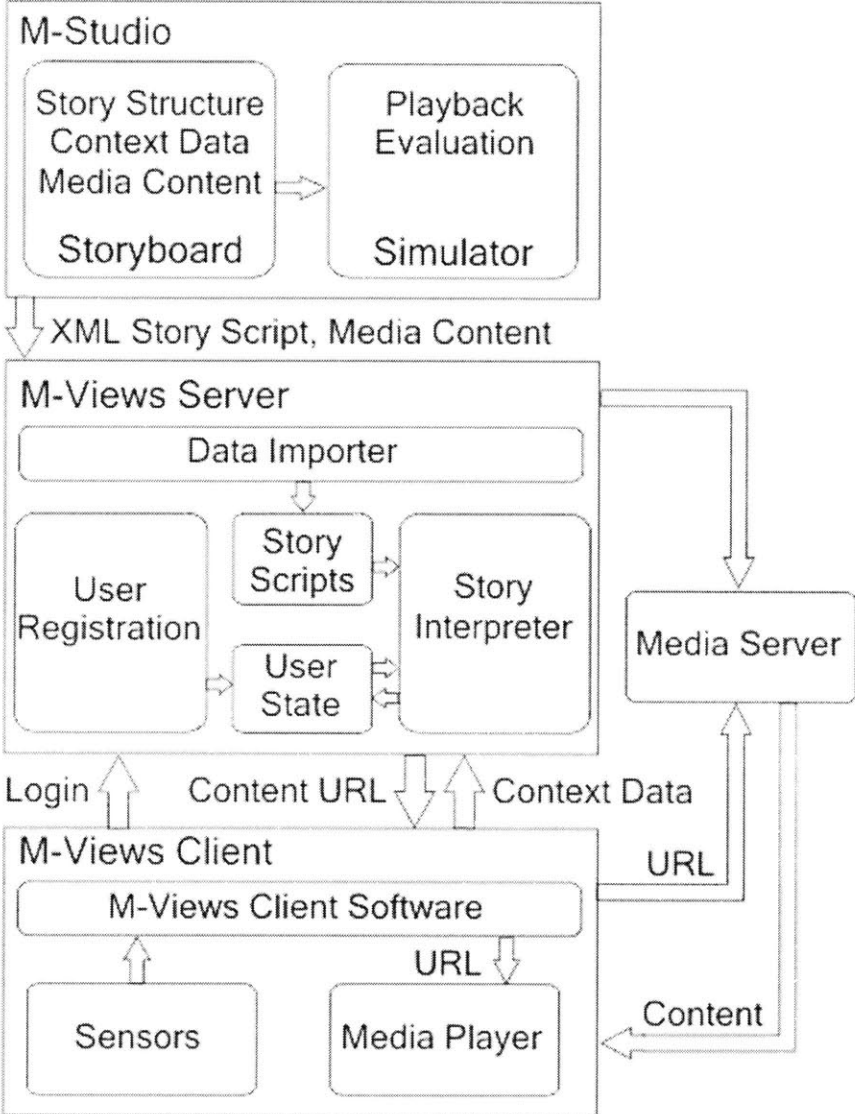 M-Studio
Story Structure
Context Data
Media Content
Storyboard
Playback
Evaluation
Simulator
XML Story Script, Media Content
M-Views Server
Data Importer
User
Registration
Story
Scripts
User
State
Story
Interpreter
Media Server
Login
Content URL
Context Data
M-Views Client
M-Views Client Software
URL
URL
Sensors
Media Player
Content